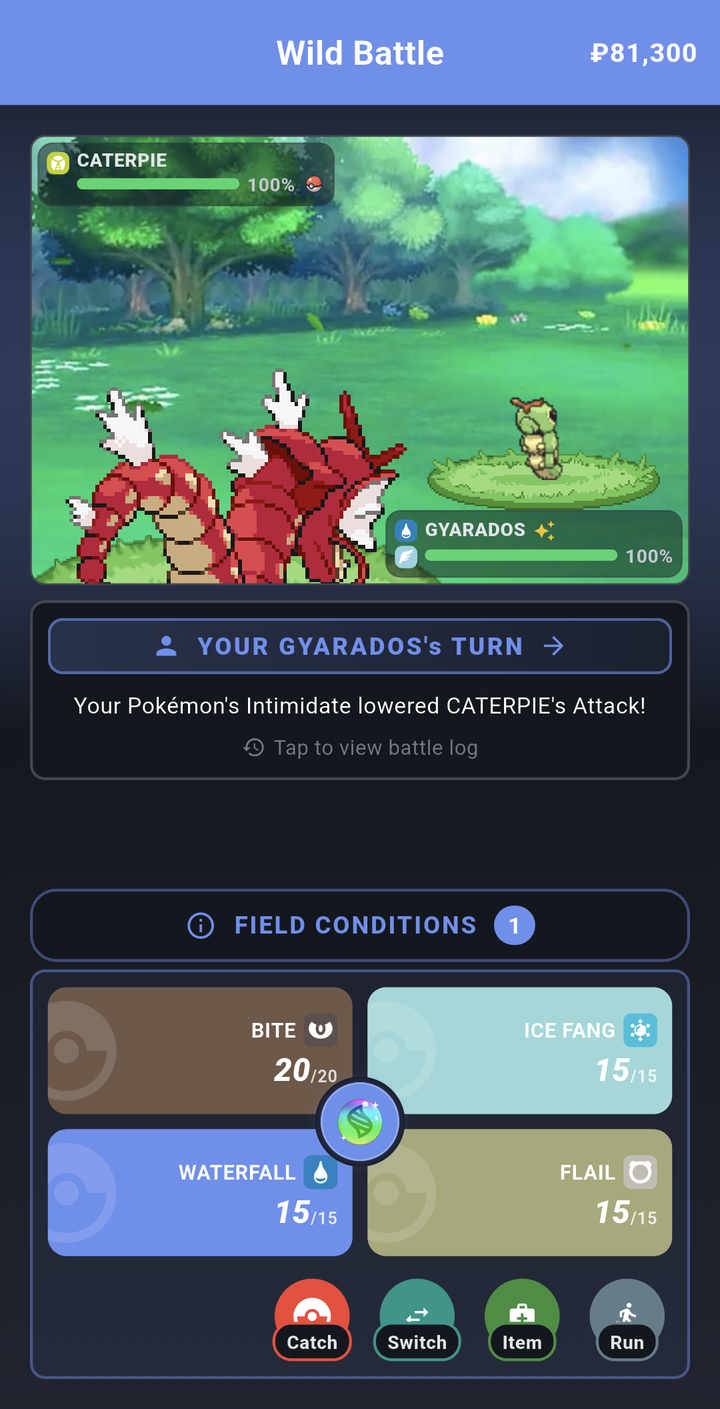 Wild Battle
₽81,300
CATERPIE
100%
GYARADOS
100%
YOUR GYARADOS's TURN
Your Pokémon's Intimidate lowered CATERPIE's Attack!
Tap to view battle log
FIELD CONDITIONS 1
BITE
20/20
ICE FANG
15/15
WATERFALL
15/15
FLAIL
15/15
Catch
Switch
Item
Run